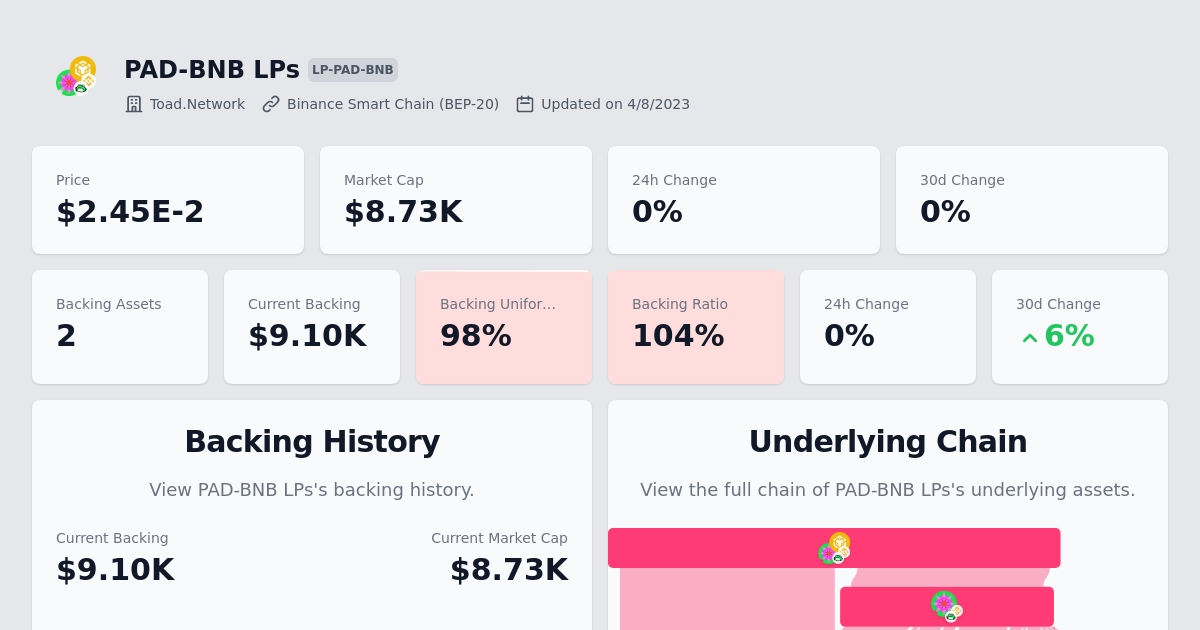 PAD-BNB LPs LP-PAD-BNB
Toad.Network Binance Smart Chain (BEP-20) Updated on 4/8/2023
Price Market Cap 24h Change 30d Change
$2.45E-2 $8.73K 0% 0%
Backing Assets Current Backing Backing Unifor... Backing Ratio 24h Change 30d Change
2 $9.10K 98% 104% 0% 6%
Backing History
View PAD-BNB LPs's backing history.
Current Backing Current Market Cap
$9.10K $8.73K
Underlying Chain
View the full chain of PAD-BNB LPs's underlying assets.